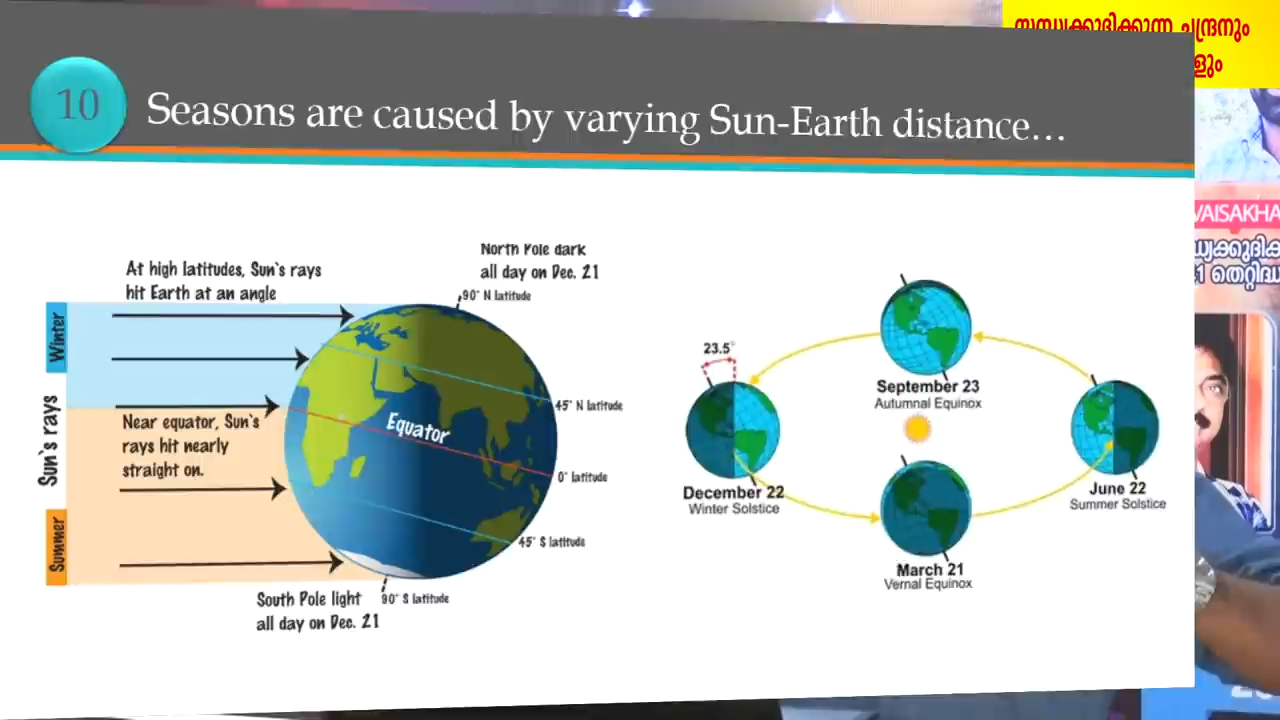 സന്ധ്യക്കുദിക്കുന്ന ചന്ദ്രനും
10
Seasons are caused by varying Sun-Earth distance...
VAISAKHA
North Pole dark
all day on Dec. 21
At high latitudes, Sun's rays
hit Earth at an angle
90° N latitude
Winter
45° N latitude
Near equator, Sun's
rays hit nearly
straight on.
Equator
Sun's rays
0° latitude
Summer
45° S latitude
South Pole light
all day on Dec. 21
90° S latitude
23.5°
September 23
Autumnal Equinox
December 22
Winter Solstice
June 22
Summer Solstice
March 21
Vernal Equinox